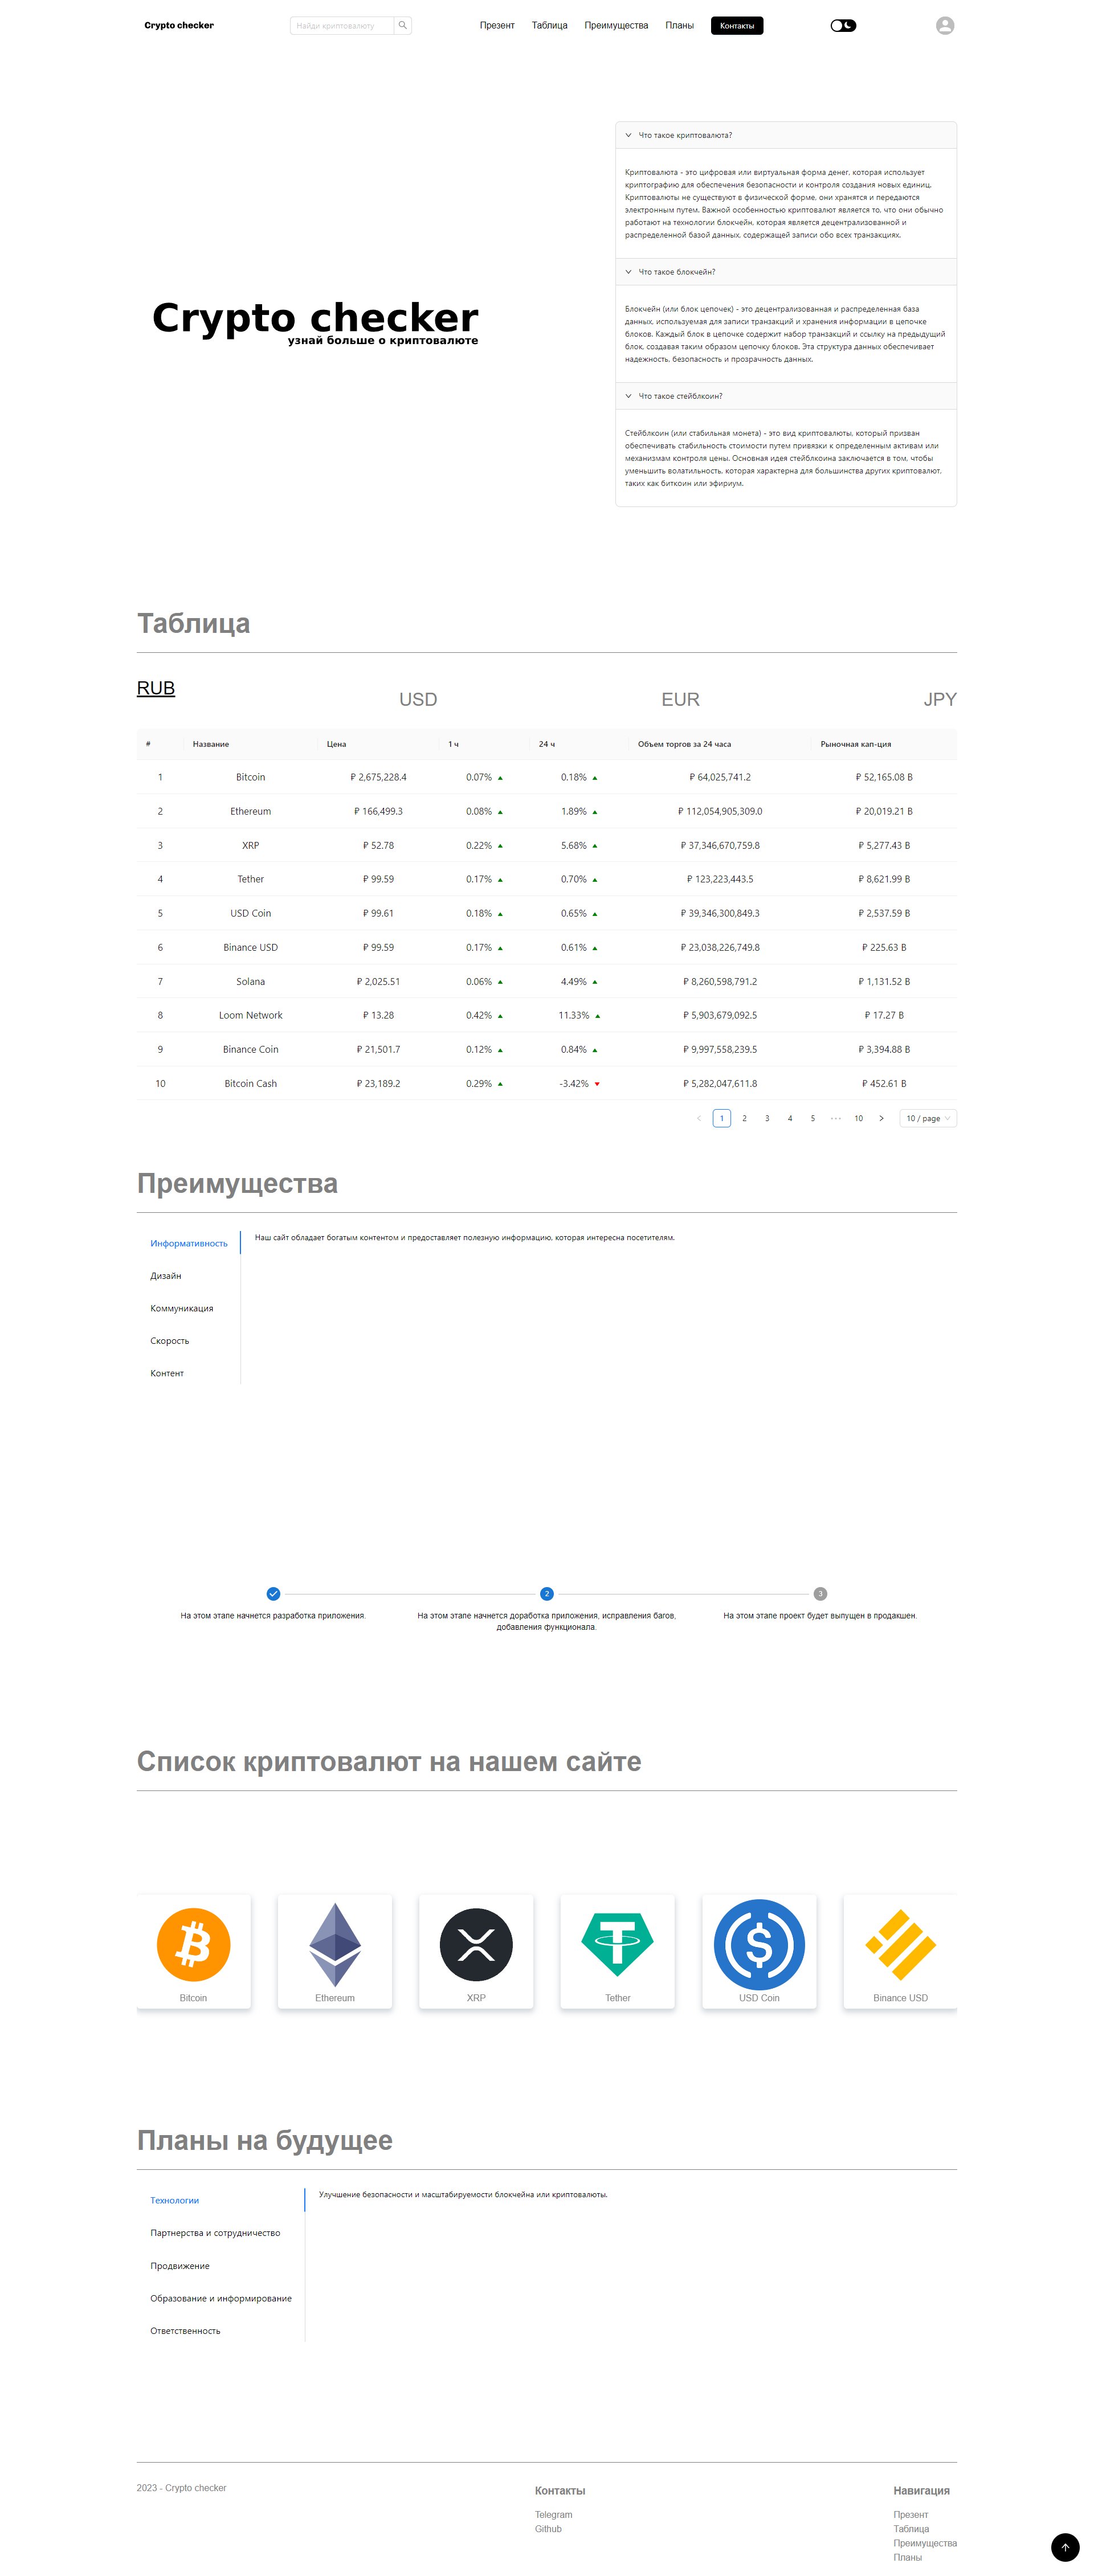 Crypto checker
Найди криптовалюту
Презент
Таблица
Преимущества
Планы
Контакты
Что такое криптовалюта?
Криптовалюта - это цифровая или виртуальная форма денег, которая использует
криптографию для обеспечения безопасности и контроля создания новых единиц.
Криптовалюты не существуют в физической форме, они хранятся и передаются
электронным путем. Важной особенностью криптовалют является то, что они обычно
работают на технологии блокчейн, которая является децентрализованной и
распределенной базой данных, содержащей записи обо всех транзакциях.
Что такое блокчейн?
Блокчейн (или блок цепочек) - это децентрализованная и распределенная база
данных, используемая для записи транзакций и хранения информации в цепочке
блоков. Каждый блок в цепочке содержит набор транзакций и ссылку на предыдущий
блок, создавая таким образом цепочку блоков. Эта структура данных обеспечивает
надежность, безопасность и прозрачность данных.
Что такое стейблкоин?
Стейблкоин (или стабильная монета) - это вид криптовалюты, который призван
обеспечивать стабильность стоимости путем привязки к определенным активам или
механизмам контроля цены. Основная идея стейблкоина заключается в том, чтобы
уменьшить волатильность, которая характерна для большинства других криптовалют,
таких как биткоин или эфириум.
Crypto checker
узнай больше о криптовалюте
Таблица
RUB
USD
EUR
JPY
# Название Цена 1 ч 24 ч Объем торгов за 24 часа Рыночная кап-ция
1 Bitcoin ₽ 2,675,228.4 0.07% 0.18% ₽ 64,025,741.2 ₽ 52,165.08 B
2 Ethereum ₽ 166,499.3 0.08% 1.89% ₽ 112,054,905,309.0 ₽ 20,019.21 B
3 XRP ₽ 52.78 0.22% 5.68% ₽ 37,346,670,759.8 ₽ 5,277.43 B
4 Tether ₽ 99.59 0.17% 0.70% ₽ 123,223,443.5 ₽ 8,621.99 B
5 USD Coin ₽ 99.61 0.18% 0.65% ₽ 39,346,300,849.3 ₽ 2,537.59 B
6 Binance USD ₽ 99.59 0.17% 0.61% ₽ 23,038,226,749.8 ₽ 225.63 B
7 Solana ₽ 2,025.51 0.06% 4.49% ₽ 8,260,598,791.2 ₽ 1,131.52 B
8 Loom Network ₽ 13.28 0.42% 11.33% ₽ 5,903,679,092.5 ₽ 17.27 B
9 Binance Coin ₽ 21,501.7 0.12% 0.84% ₽ 9,997,558,239.5 ₽ 3,394.88 B
10 Bitcoin Cash ₽ 23,189.2 0.29% -3.42% ₽ 5,282,047,611.8 ₽ 452.61 B
1 2 3 4 5 ••• 10 10 / page
Преимущества
Информативность
Дизайн
Коммуникация
Скорость
Контент
Наш сайт обладает богатым контентом и предоставляет полезную информацию, которая интересна посетителям.
2
3
На этом этапе начнется разработка приложения.
На этом этапе начнется доработка приложения, исправления багов,
добавления функционала.
На этом этапе проект будет выпущен в продакшен.
Список криптовалют на нашем сайте
Bitcoin
Ethereum
XRP
Tether
USD Coin
Binance USD
Планы на будущее
Технологии
Партнерства и сотрудничество
Продвижение
Образование и информирование
Ответственность
Улучшение безопасности и масштабируемости блокчейна или криптовалюты.
2023 - Crypto checker
Контакты
Telegram
Github
Навигация
Презент
Таблица
Преимущества
Планы